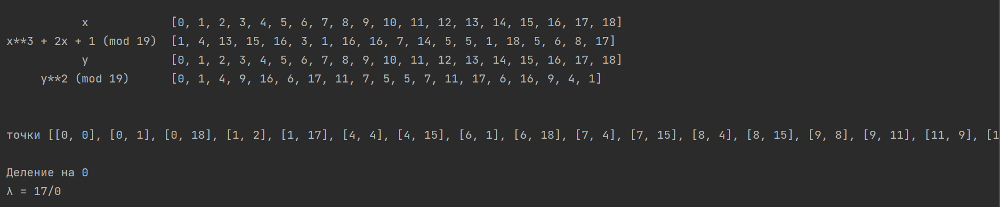 x [0, 1, 2, 3, 4, 5, 6, 7, 8, 9, 10, 11, 12, 13, 14, 15, 16, 17, 18]
x**3 + 2x + 1 (mod 19) [1, 4, 13, 15, 16, 3, 1, 16, 16, 7, 14, 5, 5, 1, 18, 5, 6, 8, 17]
y [0, 1, 2, 3, 4, 5, 6, 7, 8, 9, 10, 11, 12, 13, 14, 15, 16, 17, 18]
y**2 (mod 19) [0, 1, 4, 9, 16, 6, 17, 11, 7, 5, 5, 7, 11, 17, 6, 16, 9, 4, 1]
точки [[0, 0], [0, 1], [0, 18], [1, 2], [1, 17], [4, 4], [4, 15], [6, 1], [6, 18], [7, 4], [7, 15], [8, 4], [8, 15], [9, 8], [9, 11], [11, 9], [1
Деление на 0
λ = 17/0